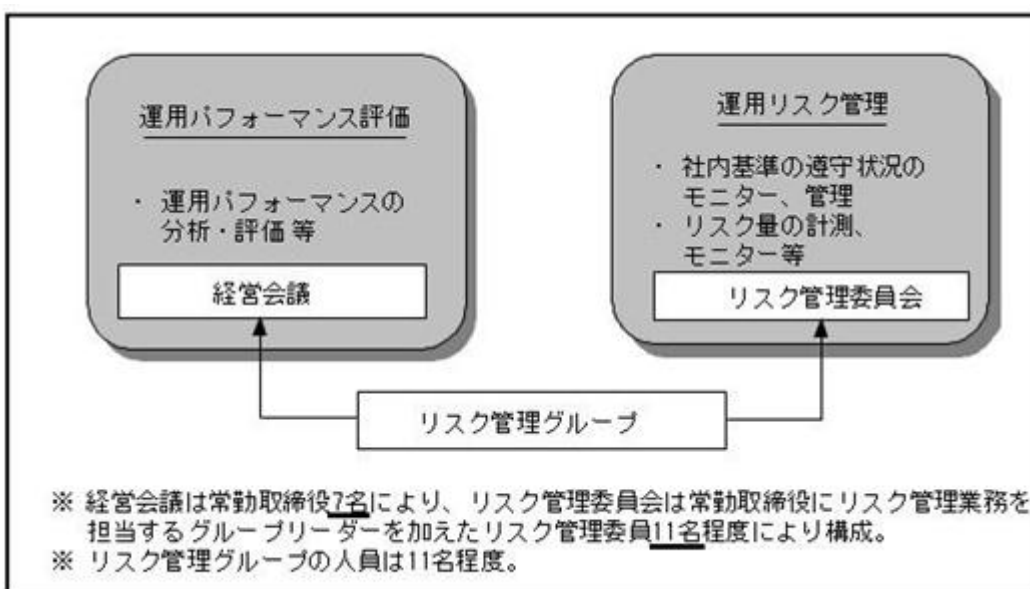 運用パフォーマンス評価
・ 運用パフォーマンスの
分析・評価 等
経営会議
運用リスク管理
・ 社内基準の遵守状況の
モニター、管理
・ リスク量の計測、
モニター等
リスク管理委員会
リスク管理グループ
※ 経営会議は常勤取締役7名により、リスク管理委員会は常勤取締役にリスク管理業務を
担当するグループリーダーを加えたリスク管理委員11名程度により構成。
※ リスク管理グループの人員は11名程度。